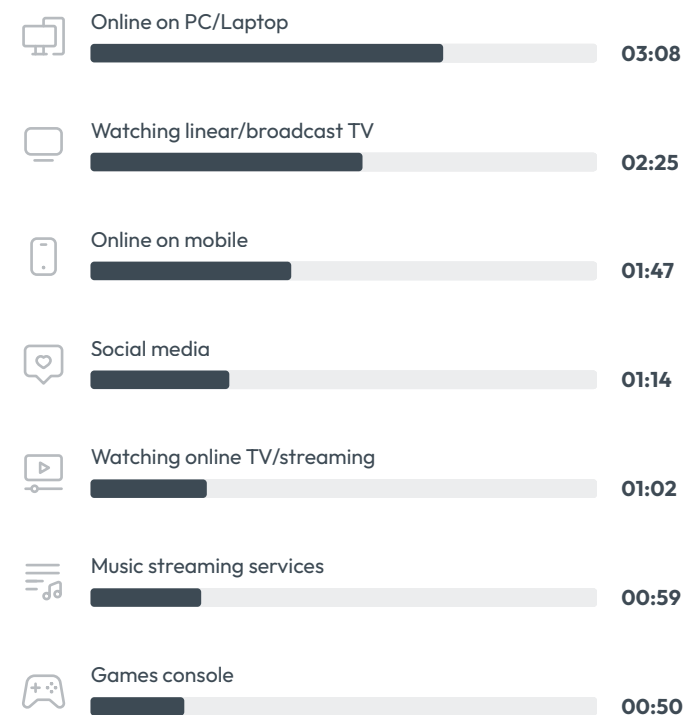 Online on PC/Laptop
03:08
Watching linear/broadcast TV
02:25
Online on mobile
01:47
Social media
01:14
Watching online TV/streaming
01:02
Music streaming services
00:59
Games console
00:50